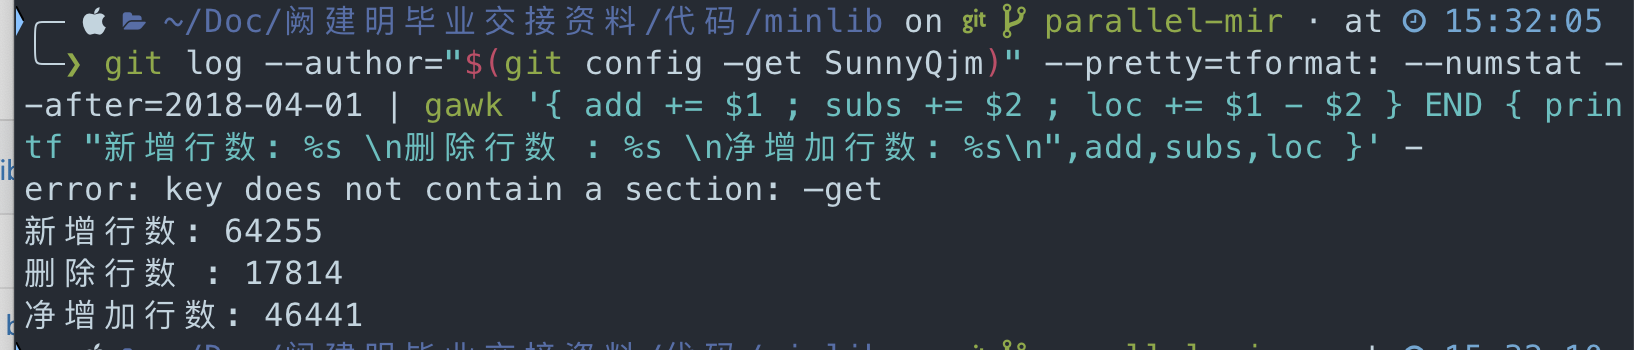 ~/Doc/阙建明毕业交接资料/代码/minlib on git parallel-mir · at 15:32:05
❯ git log --author="$(git config —get SunnyQjm)" --pretty=tformat: --numstat -
-after=2018-04-01 | gawk '{ add += $1 ; subs += $2 ; loc += $1 - $2 } END { prin
tf "新增行数: %s \n删除行数 : %s \n净增加行数: %s\n",add,subs,loc }' -
error: key does not contain a section: —get
新增行数: 64255
删除行数 : 17814
净增加行数: 46441